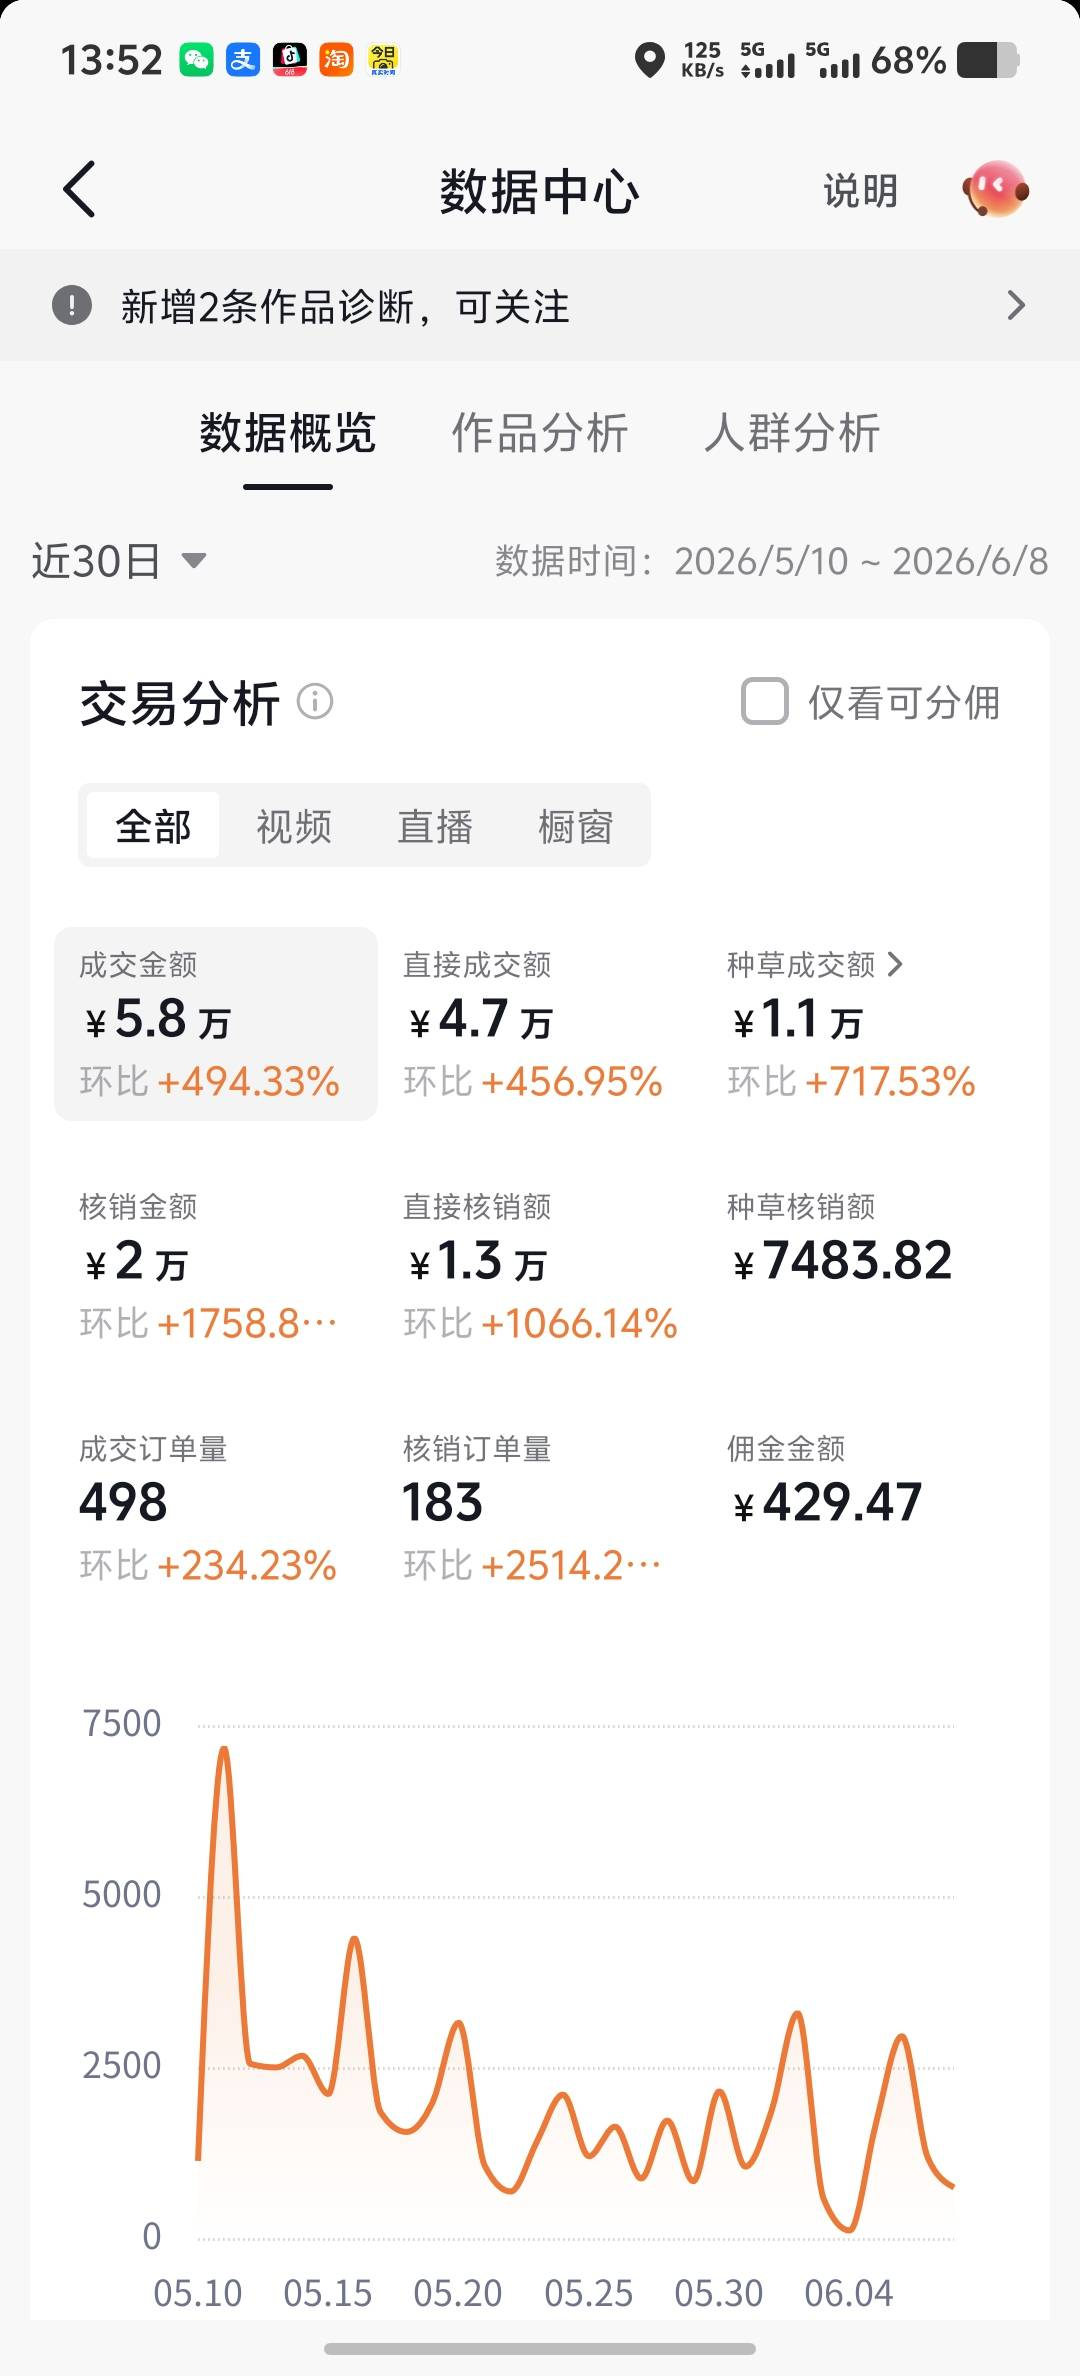 13:52 支 618 淘 今日 真实时间 125 KB/s 5G 5G 68%
数据中心 说明
新增2条作品诊断，可关注
数据概览 作品分析 人群分析
近30日 数据时间：2026/5/10 ~ 2026/6/8
交易分析 仅看可分佣
全部 视频 直播 橱窗
成交金额 直接成交额 种草成交额
¥5.8万 ¥4.7万 ¥1.1万
环比 +494.33% 环比 +456.95% 环比 +717.53%
核销金额 直接核销额 种草核销额
¥2万 ¥1.3万 ¥7483.82
环比 +1758.8… 环比 +1066.14%
成交订单量 核销订单量 佣金金额
498 183 ¥429.47
环比 +234.23% 环比 +2514.2…
7500
5000
2500
0
05.10 05.15 05.20 05.25 05.30 06.04